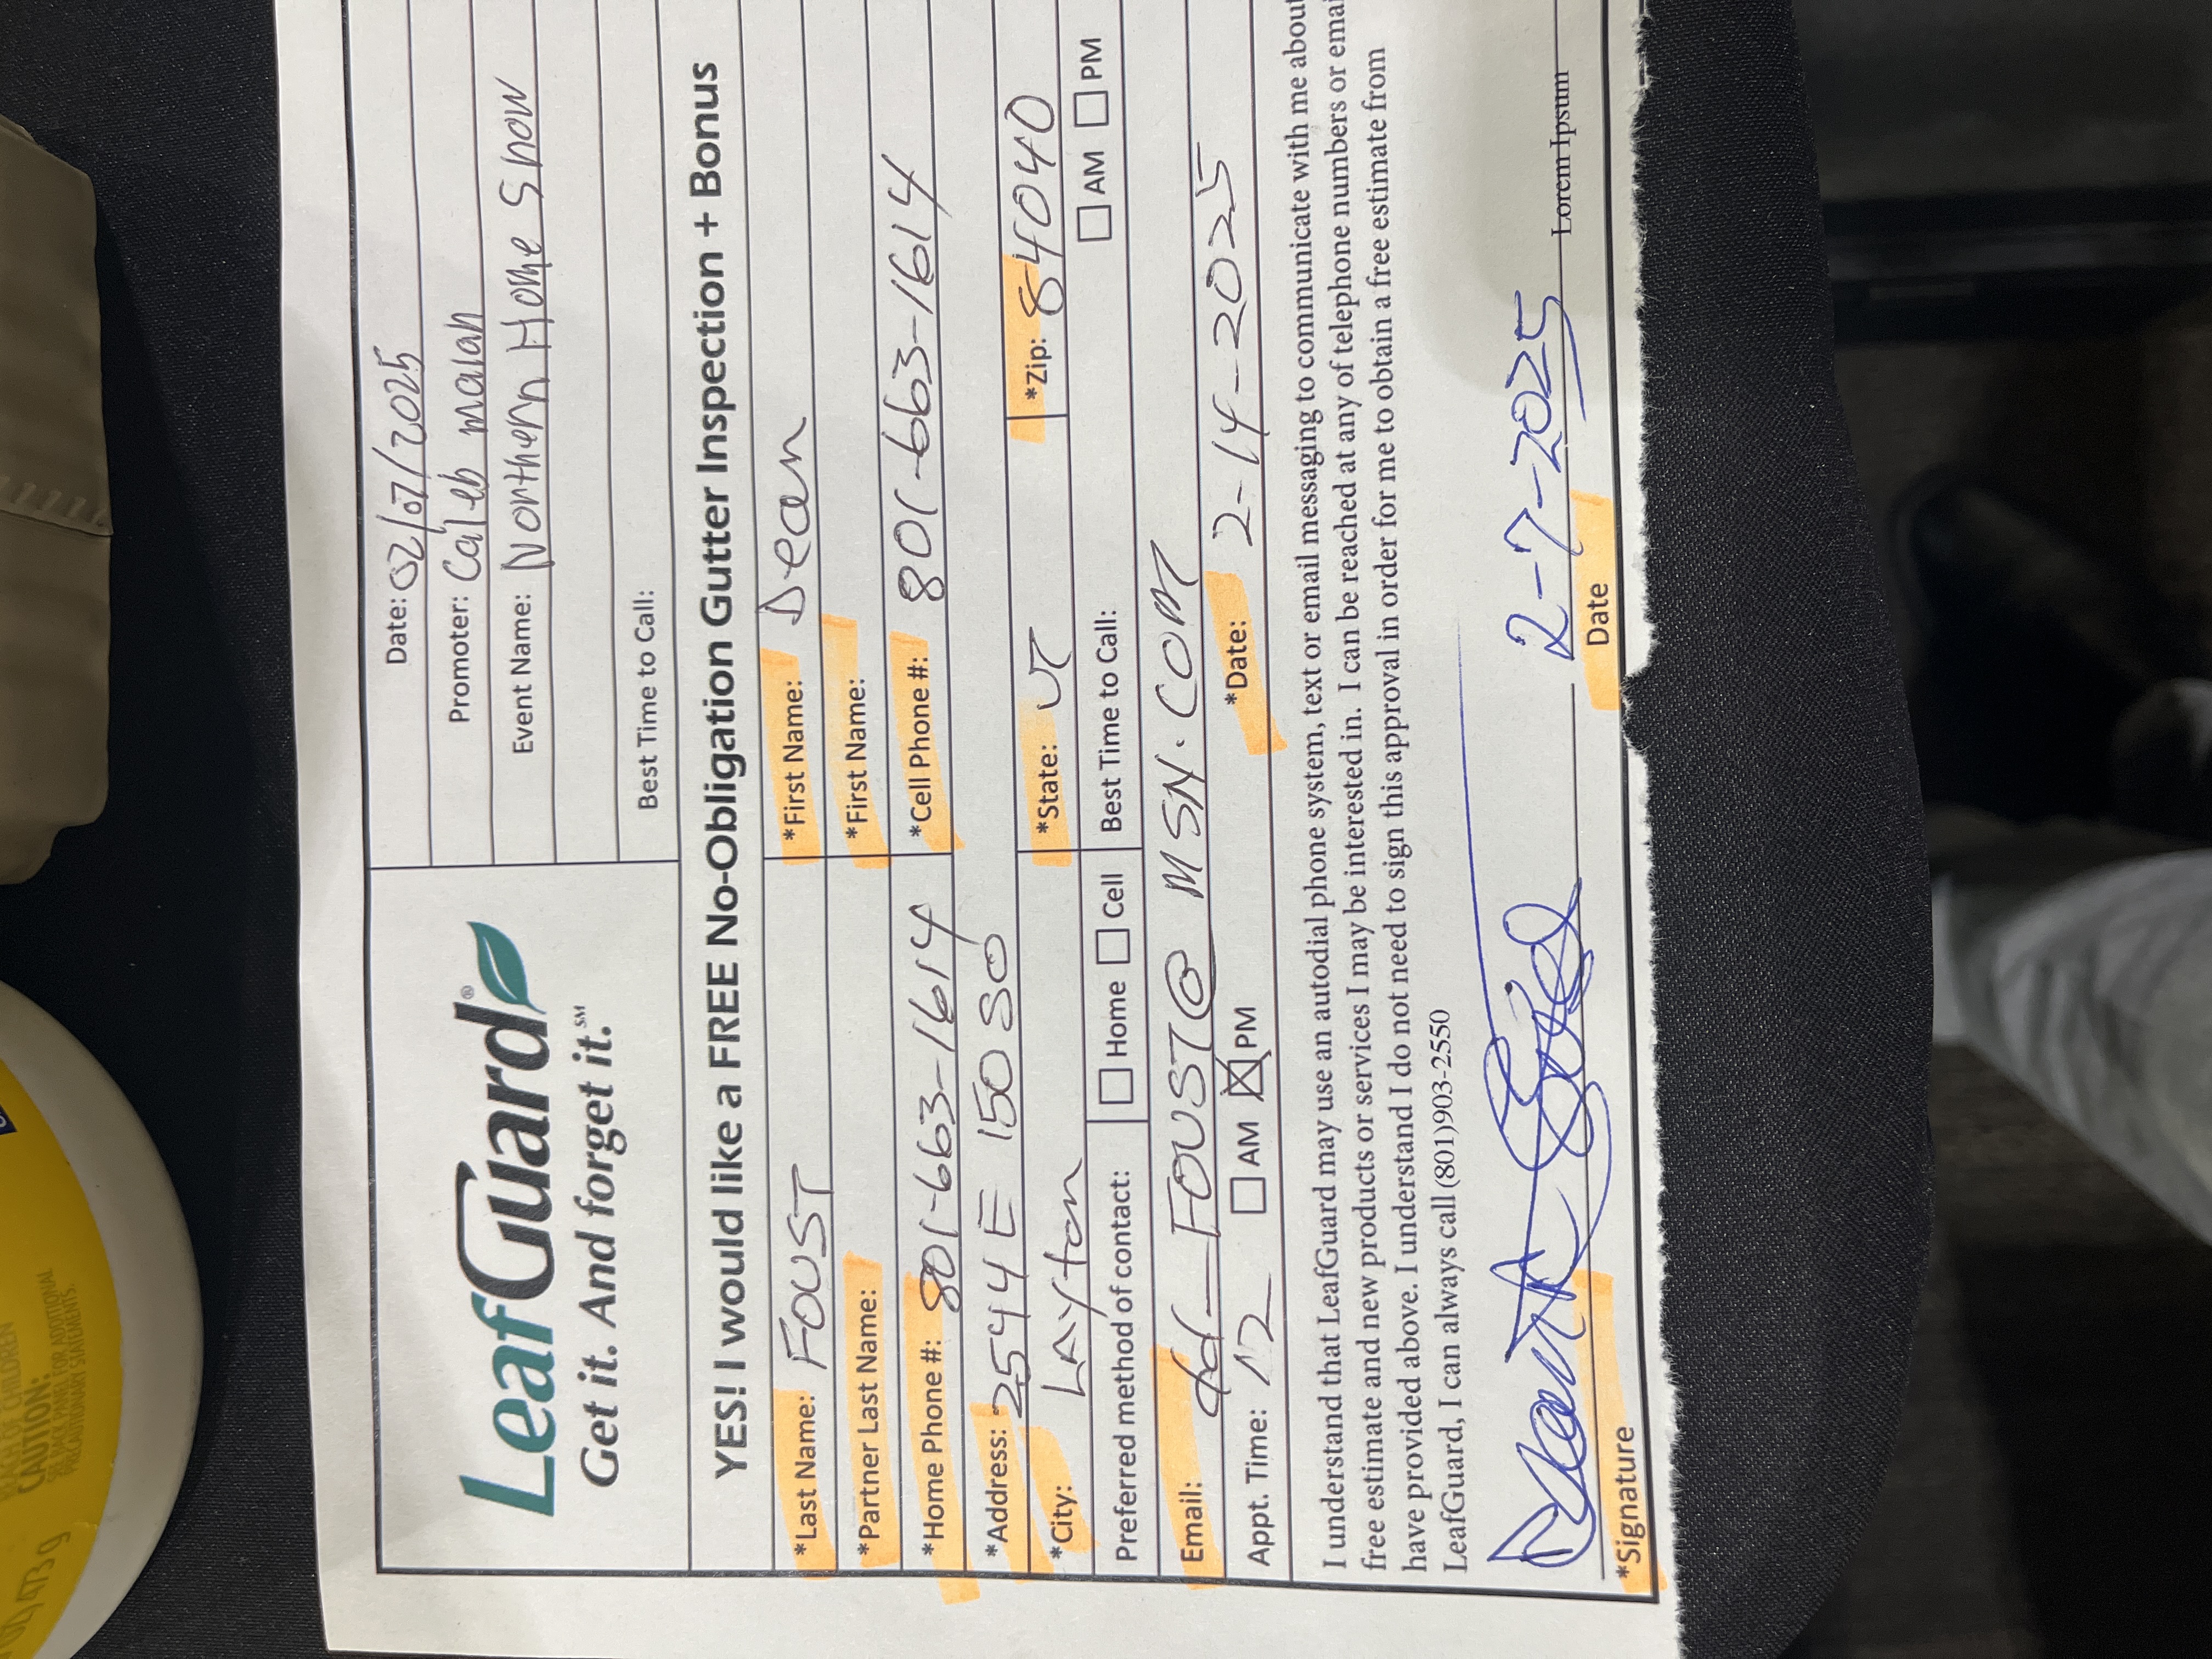 473 g
REACH OF CHILDREN
CAUTION:
SEE BACK PANEL FOR ADDITIONAL
PRECAUTIONARY STATEMENTS.
LeafGuard®
Get it. And forget it.℠
Date: 02/07/2025
Promoter: Caleb malah
Event Name: Northern Home Show
Best Time to Call:
YES! I would like a FREE No-Obligation Gutter Inspection + Bonus
*Last Name: FOUST *First Name: Dean
*Partner Last Name: *First Name:
*Home Phone #: 801-663-1614 *Cell Phone #: 801-663-1614
*Address: 2544 E 150 SO
*City: LAyton *State: UT *Zip: 84040
Preferred method of contact: Home Cell Best Time to Call: AM PM
Email: dd_FOUST@MSN.COM
Appt. Time: 12 AM PM *Date: 2-14-2025
I understand that LeafGuard may use an autodial phone system, text or email messaging to communicate with me about
free estimate and new products or services I may be interested in. I can be reached at any of telephone numbers or emai
have provided above. I understand I do not need to sign this approval in order for me to obtain a free estimate from
LeafGuard, I can always call (801)903-2550
2-7-2025 Lorem Ipsum
*Signature Date